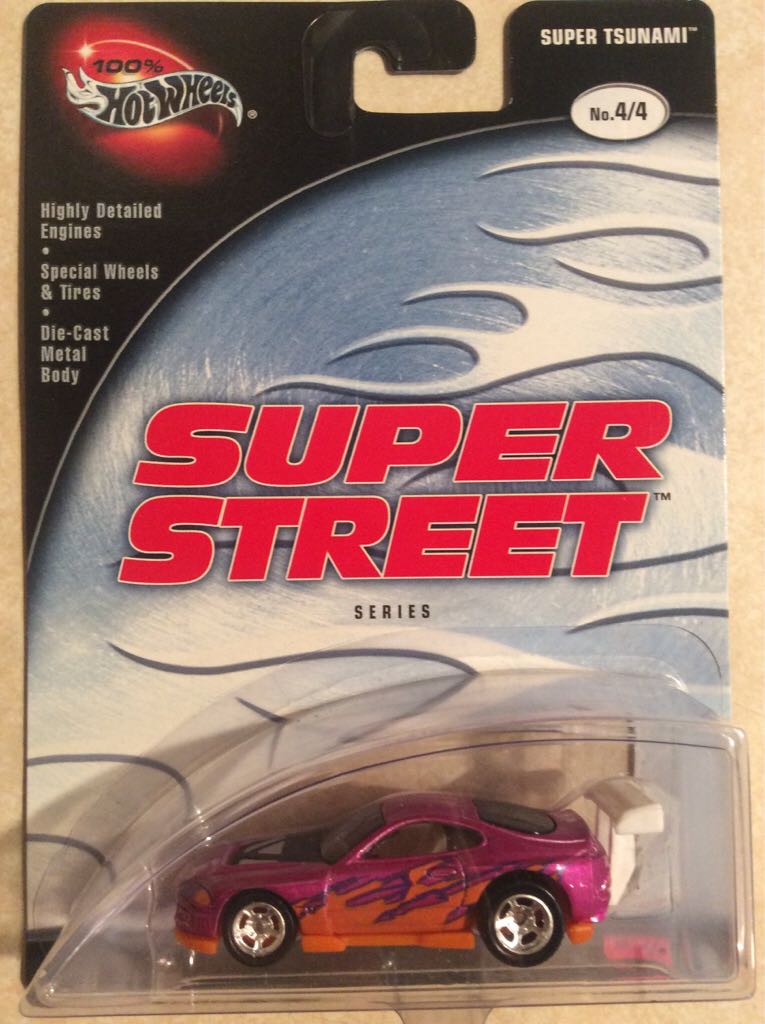 SUPER TSUNAMI™
100%
HOT WHEELS®
No.4/4
Highly Detailed
Engines
•
Special Wheels
& Tires
•
Die-Cast
Metal
Body
SUPER
STREET™
SERIES